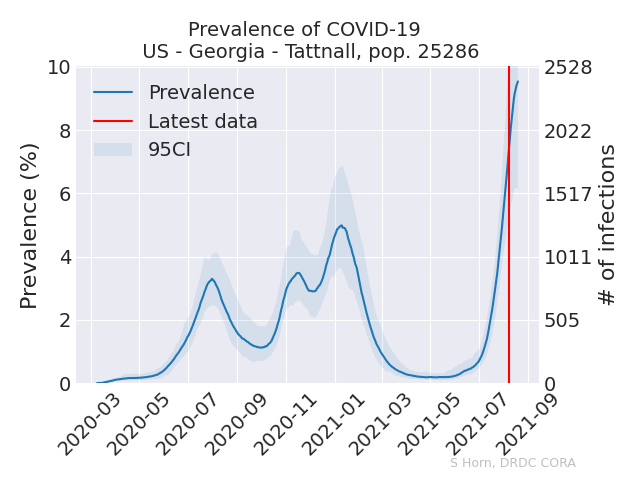 Prevalence of COVID-19
US - Georgia - Tattnall, pop. 25286
Prevalence (%)
10
8
6
4
2
0
Prevalence
Latest data
95CI
2528
2022
1517
1011
505
0
# of infections
2020-03
2020-05
2020-07
2020-09
2020-11
2021-01
2021-03
2021-05
2021-07
2021-09
S Horn, DRDC CORA